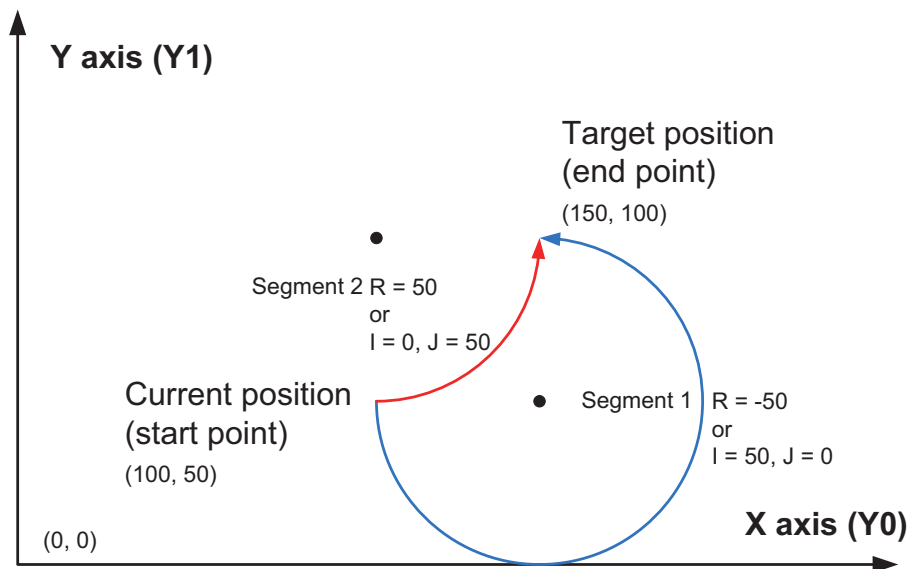 Y axis (Y1)
Target position
(end point)
(150, 100)
Segment 2 R = 50
or
I = 0, J = 50
Current position
(start point)
(100, 50)
Segment 1 R = -50
or
I = 50, J = 0
X axis (Y0)
(0, 0)